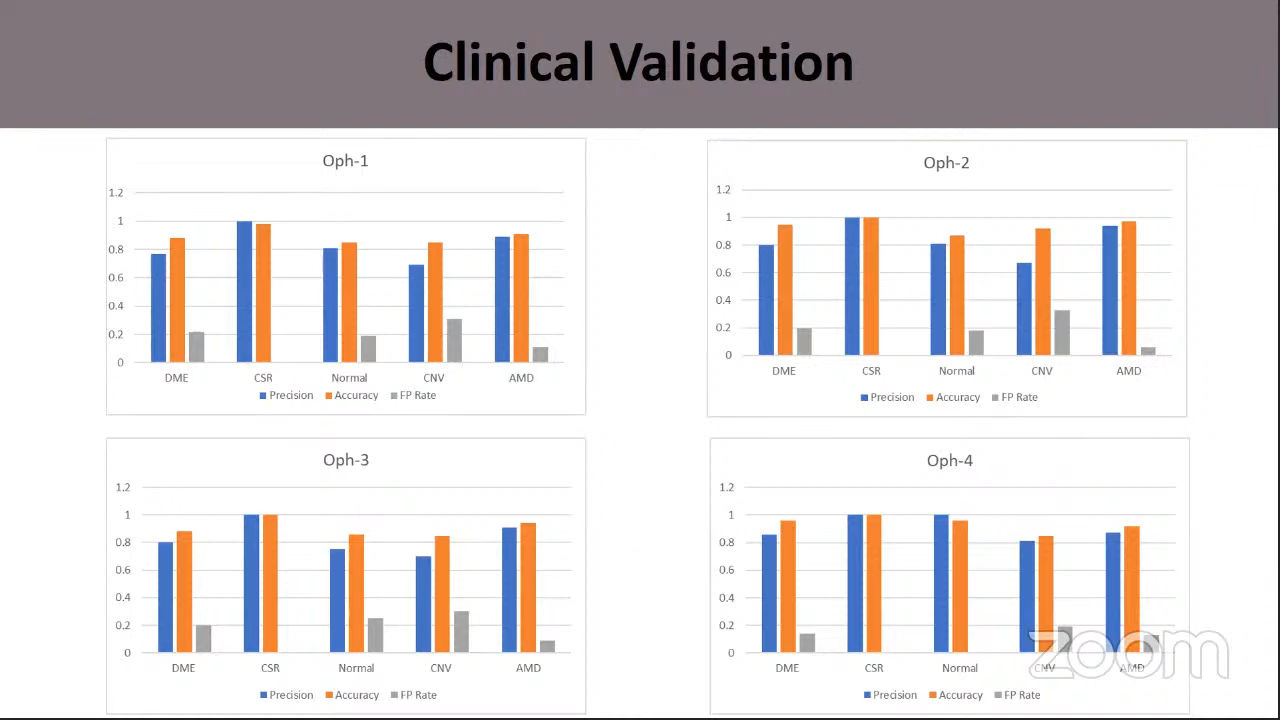 Clinical Validation
Oph-1
1.2
1
0.8
0.6
0.4
0.2
0
DME CSR Normal CNV AMD
Precision Accuracy FP Rate
Oph-2
1.2
1
0.8
0.6
0.4
0.2
0
DME CSR Normal CNV AMD
Precision Accuracy FP Rate
Oph-3
1.2
1
0.8
0.6
0.4
0.2
0
DME CSR Normal CNV AMD
Precision Accuracy FP Rate
Oph-4
1.2
1
0.8
0.6
0.4
0.2
0
DME CSR Normal CNV AMD
Precision Accuracy FP Rate
zoom